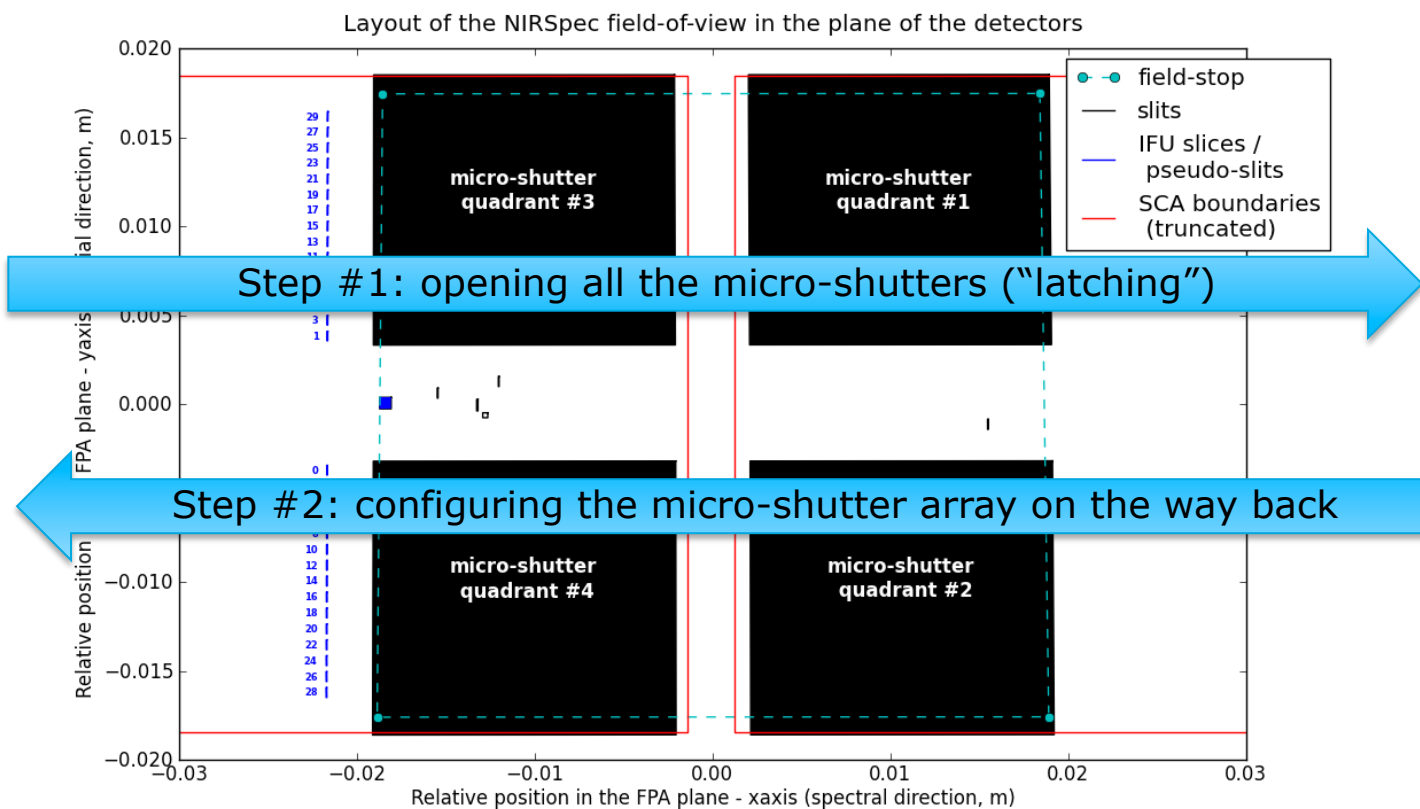 Layout of the NIRSpec field-of-view in the plane of the detectors
0.020
0.015
0.010
0.005
0.000
−0.010
−0.015
−0.020
−0.03
−0.02
−0.01
0.00
0.01
0.02
0.03
Relative position
FPA plane - yaxis
ial direction, m)
Relative position in the FPA plane - xaxis (spectral direction, m)
field-stop
slits
IFU slices /
pseudo-slits
SCA boundaries
(truncated)
29
27
25
23
21
19
17
15
13
micro-shutter
quadrant #3
micro-shutter
quadrant #1
Step #1: opening all the micro-shutters (“latching”)
3
1
0
Step #2: configuring the micro-shutter array on the way back
10
12
14
16
18
20
22
24
26
28
micro-shutter
quadrant #4
micro-shutter
quadrant #2